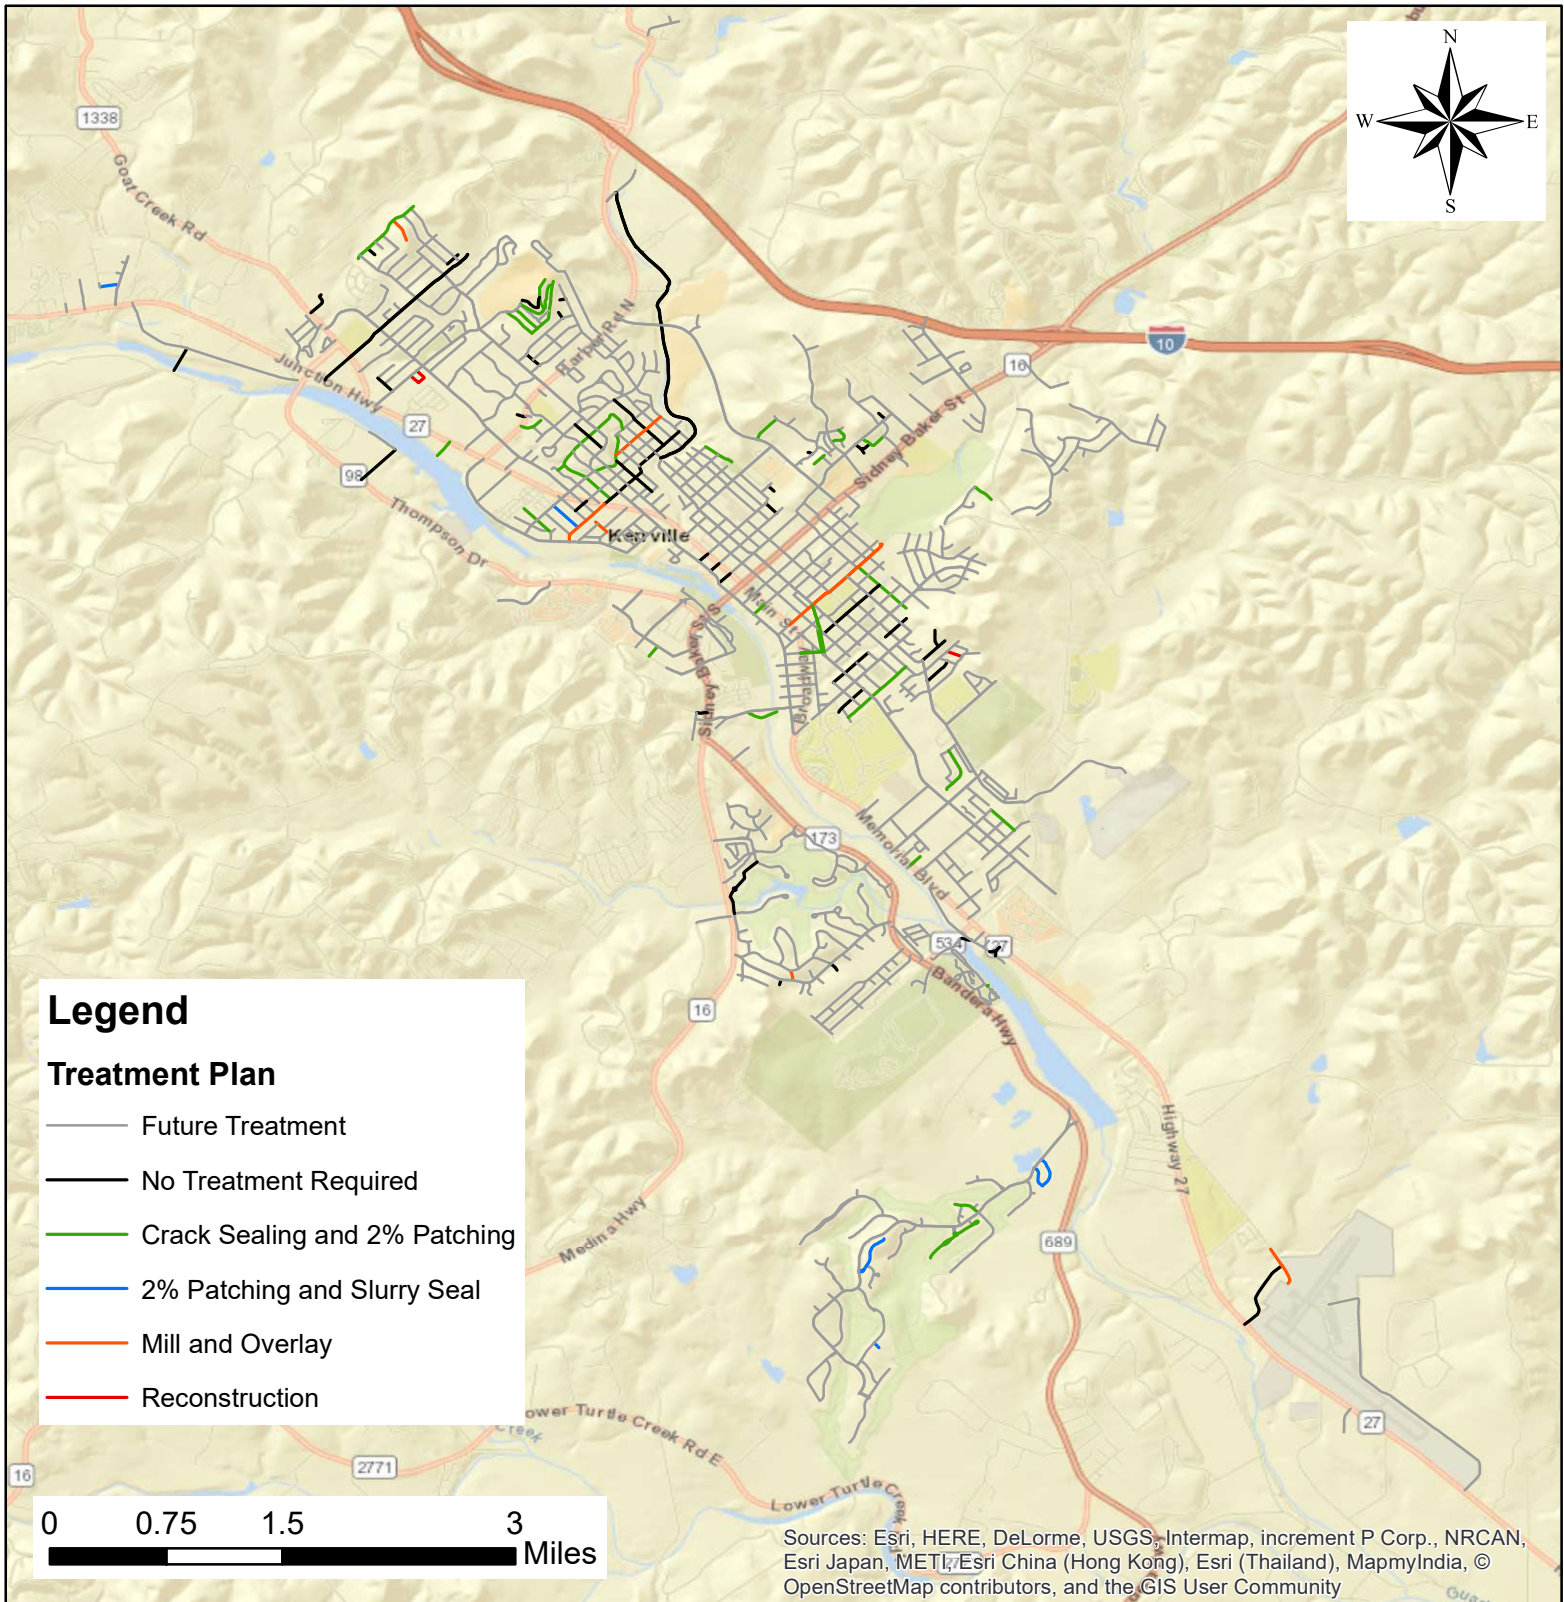 N
W
E
S
1338
Goat Creek Rd
Harper Rd N
10
16
Junction Hwy
27
98
Sidney Baker St
Thompson Dr
Kerrville
Main St
Sidney Baker St S
Broadway
173
Memorial Blvd
534
27
Bandera Hwy
16
Highway 27
Medina Hwy
689
27
Legend
Treatment Plan
Future Treatment
No Treatment Required
Crack Sealing and 2% Patching
2% Patching and Slurry Seal
Mill and Overlay
Reconstruction
ower Turtle Creek Rd E
Creek
2771
16
Lower Turtle Creek
0 0.75 1.5 3
Miles
Sources: Esri, HERE, DeLorme, USGS, Intermap, increment P Corp., NRCAN,
Esri Japan, METI, Esri China (Hong Kong), Esri (Thailand), MapmyIndia, ©
OpenStreetMap contributors, and the GIS User Community